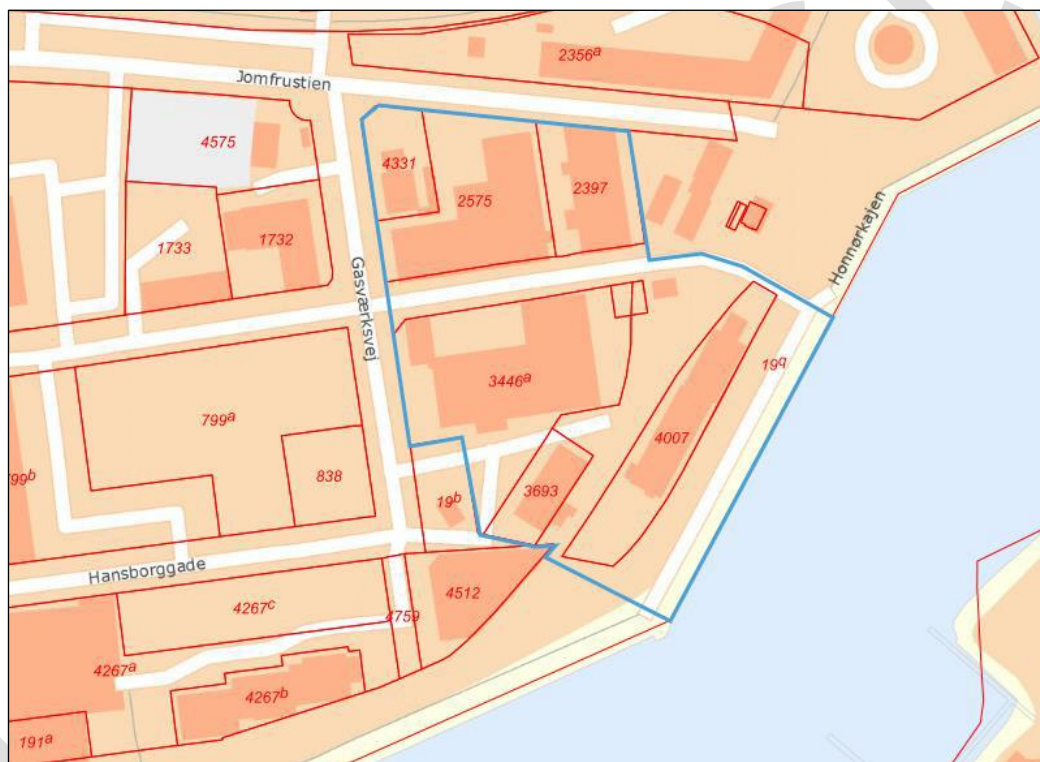 2356a
Jomfrustien
4575
4331
2575
2397
1733
1732
Honnørkajen
Gasværksvej
3446a
19q
799a
4007
838
99b
19b
3693
Hansborggade
4512
4267c
4759
4267a
4267b
191a